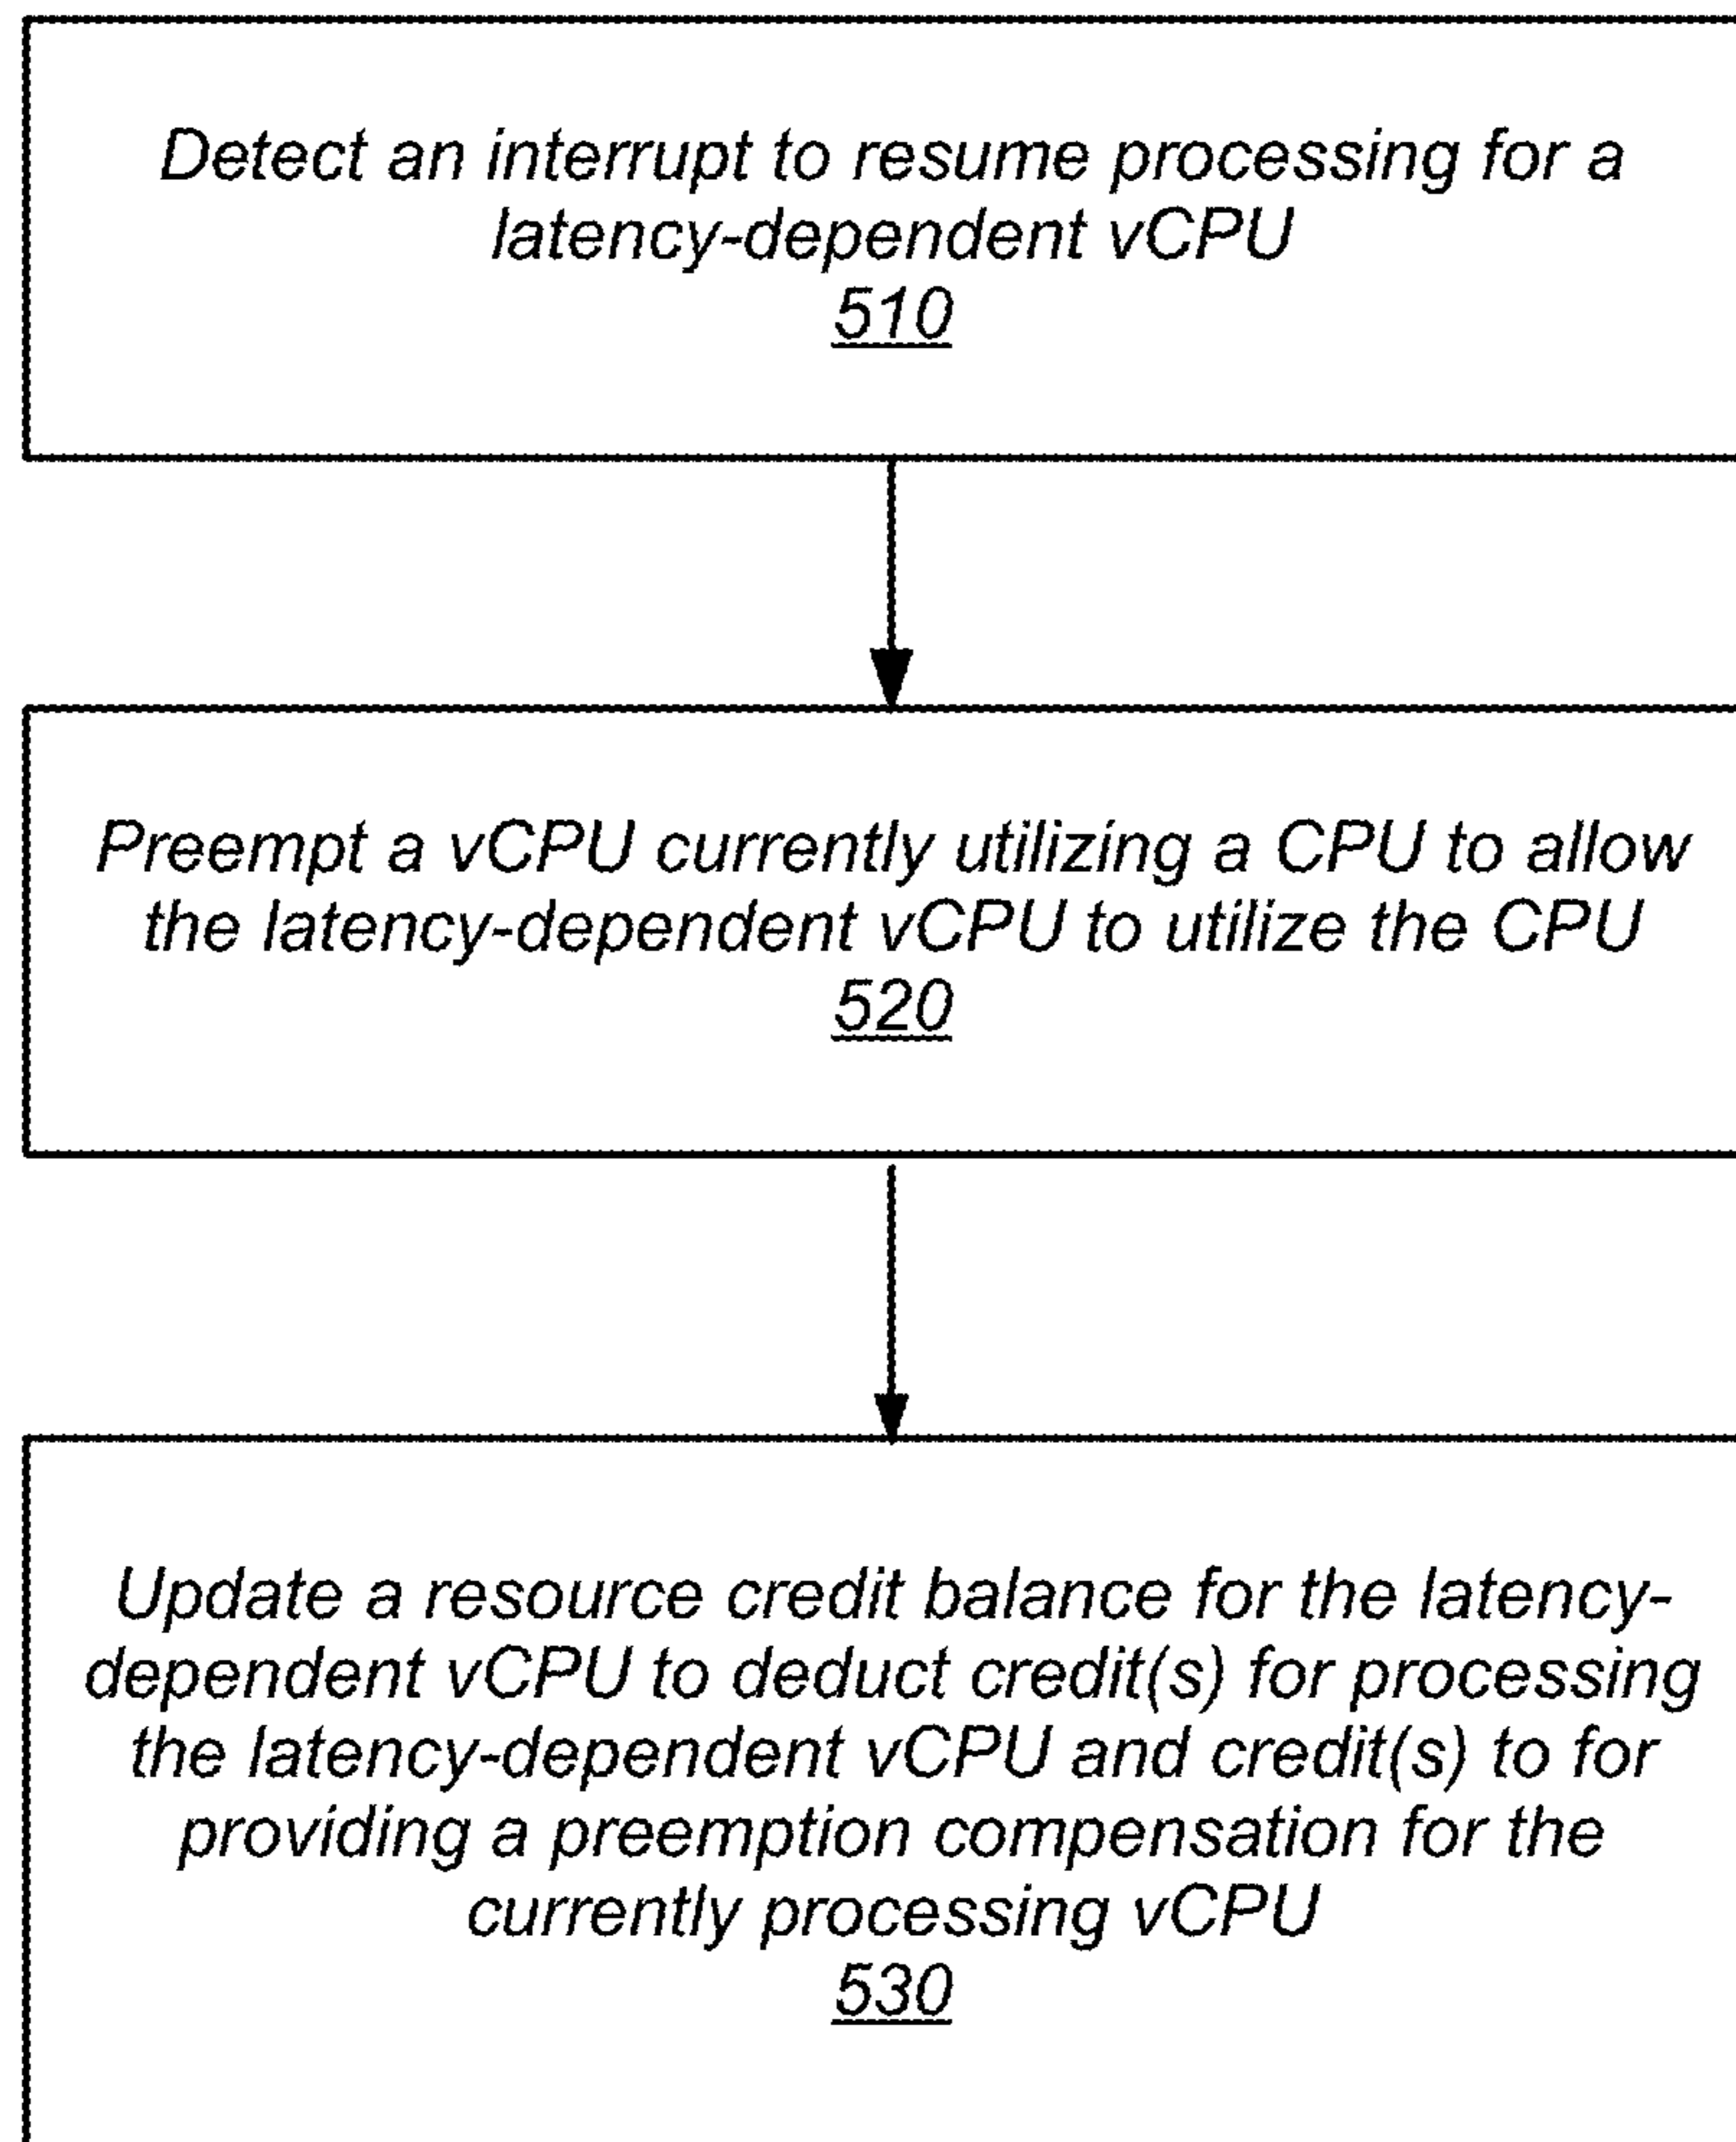 Detect an interrupt to resume processing for a
latency-dependent vCPU
510
Preempt a vCPU currently utilizing a CPU to allow
the latency-dependent vCPU to utilize the CPU
520
Update a resource credit balance for the latency-
dependent vCPU to deduct credit(s) for processing
the latency-dependent vCPU and credit(s) to for
providing a preemption compensation for the
currently processing vCPU
530